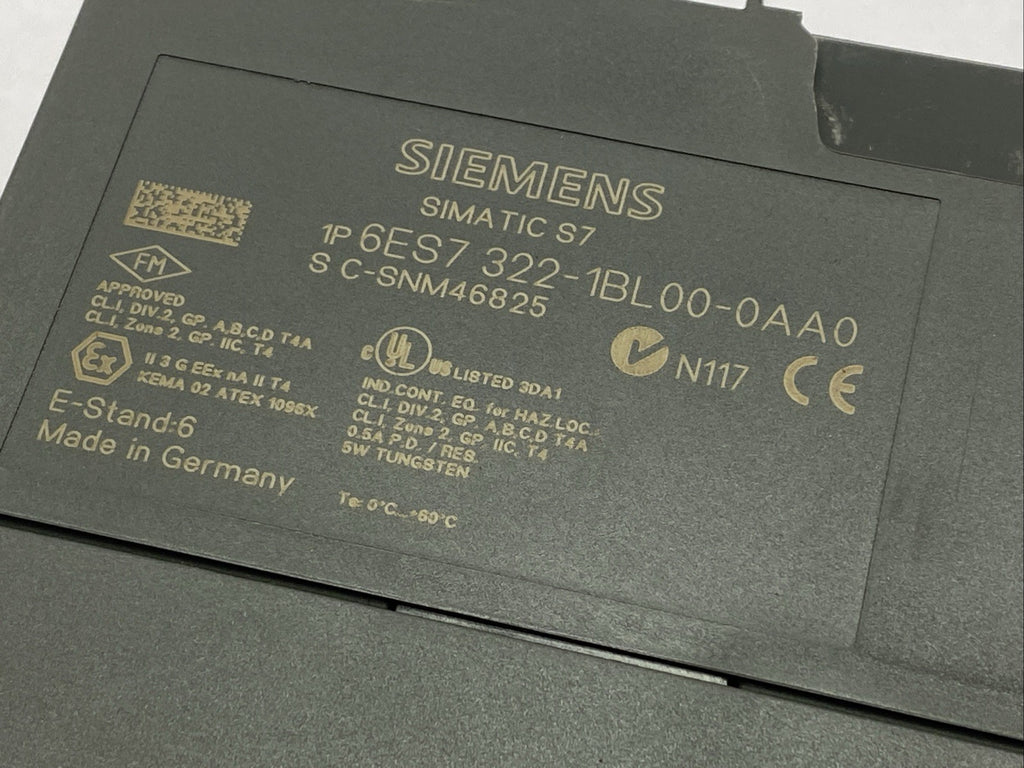 SIEMENS
SIMATIC S7
1P 6ES7 322-1BL00-0AA0
S C-SNM46825
FM
APPROVED
CL.I, DIV.2, GP. A,B,C,D T4A
CL.I, Zone 2, GP. IIC, T4
Ex
II 3 G EEx nA II T4
KEMA 02 ATEX 1096X
E-Stand:6
Made in Germany
c UL US LISTED 3DA1
IND.CONT. EQ. for HAZ.LOC.
CL.I, DIV.2, GP. A,B,C,D T4A
CL.I, Zone 2, GP. IIC, T4
0.5A P.D. / RES.
5W TUNGSTEN
Ta: 0°C...+60°C
N117
CE